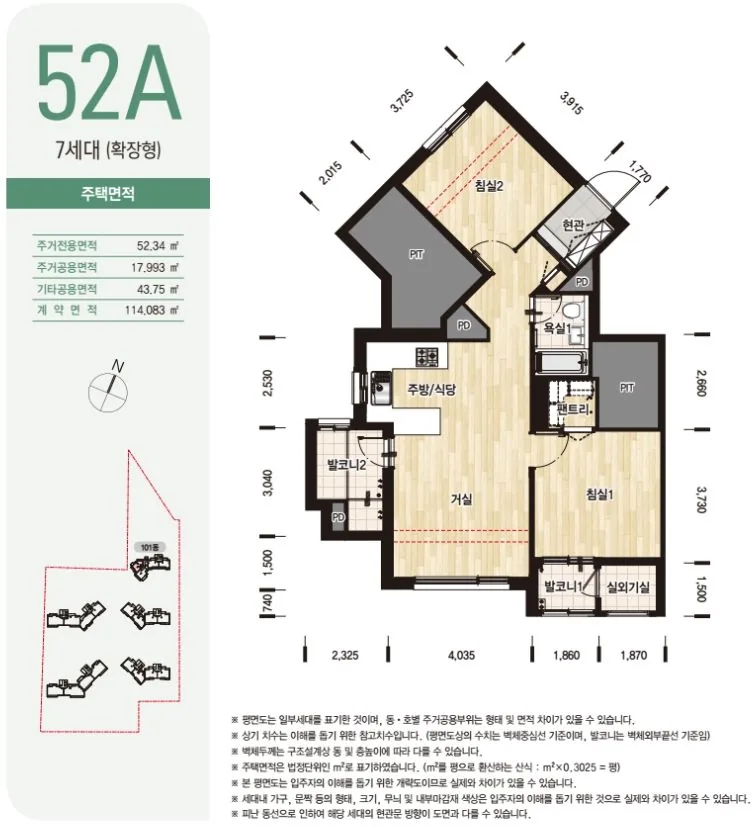 52A
7세대 (확장형)
주택면적
주거전용면적 52.34 ㎡
주거공용면적 17.993 ㎡
기타공용면적 43.75 ㎡
계 약 면 적 114.083 ㎡
N
101동
3,725
3,915
2,015
1,770
침실2
현관
PIT
PD
PD
욕실1
2,530
주방/식당
팬트리
PIT
2,660
발코니2
3,040
거실
침실1
3,730
PD
1,500
발코니1
실외기실
1,500
740
2,325
4,035
1,860
1,870
※ 평면도는 일부세대를 표기한 것이며, 동・호별 주거공용부위는 형태 및 면적 차이가 있을 수 있습니다.
※ 상기 치수는 이해를 돕기 위한 참고치수입니다. (평면도상의 수치는 벽체중심선 기준이며, 발코니는 벽체외부끝선 기준임)
※ 벽체두께는 구조설계상 동 및 층높이에 따라 다를 수 있습니다.
※ 주택면적은 법정단위인 ㎡로 표기하였습니다. (㎡를 평으로 환산하는 산식 : ㎡×0.3025 = 평)
※ 본 평면도는 입주자의 이해를 돕기 위한 개략도이므로 실제와 차이가 있을 수 있습니다.
※ 세대내 가구, 문짝 등의 형태, 크기, 무늬 및 내부마감재 색상은 입주자의 이해를 돕기 위한 것으로 실제와 차이가 있을 수 있습니다.
※ 피난 동선으로 인하여 해당 세대의 현관문 방향이 도면과 다를 수 있습니다.